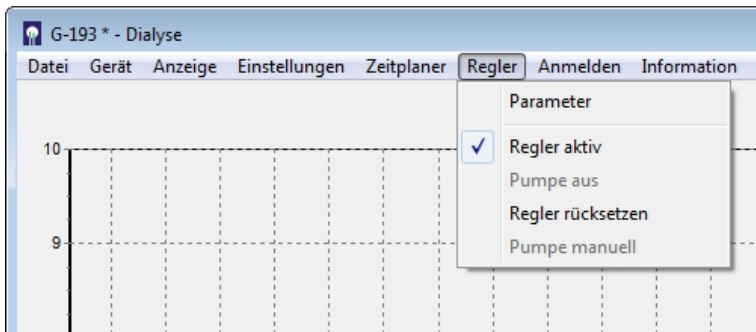 G-193 * - Dialyse
Datei Gerät Anzeige Einstellungen Zeitplaner Regler Anmelden Information
Parameter
10
Regler aktiv
Pumpe aus
Regler rücksetzen
9
Pumpe manuell